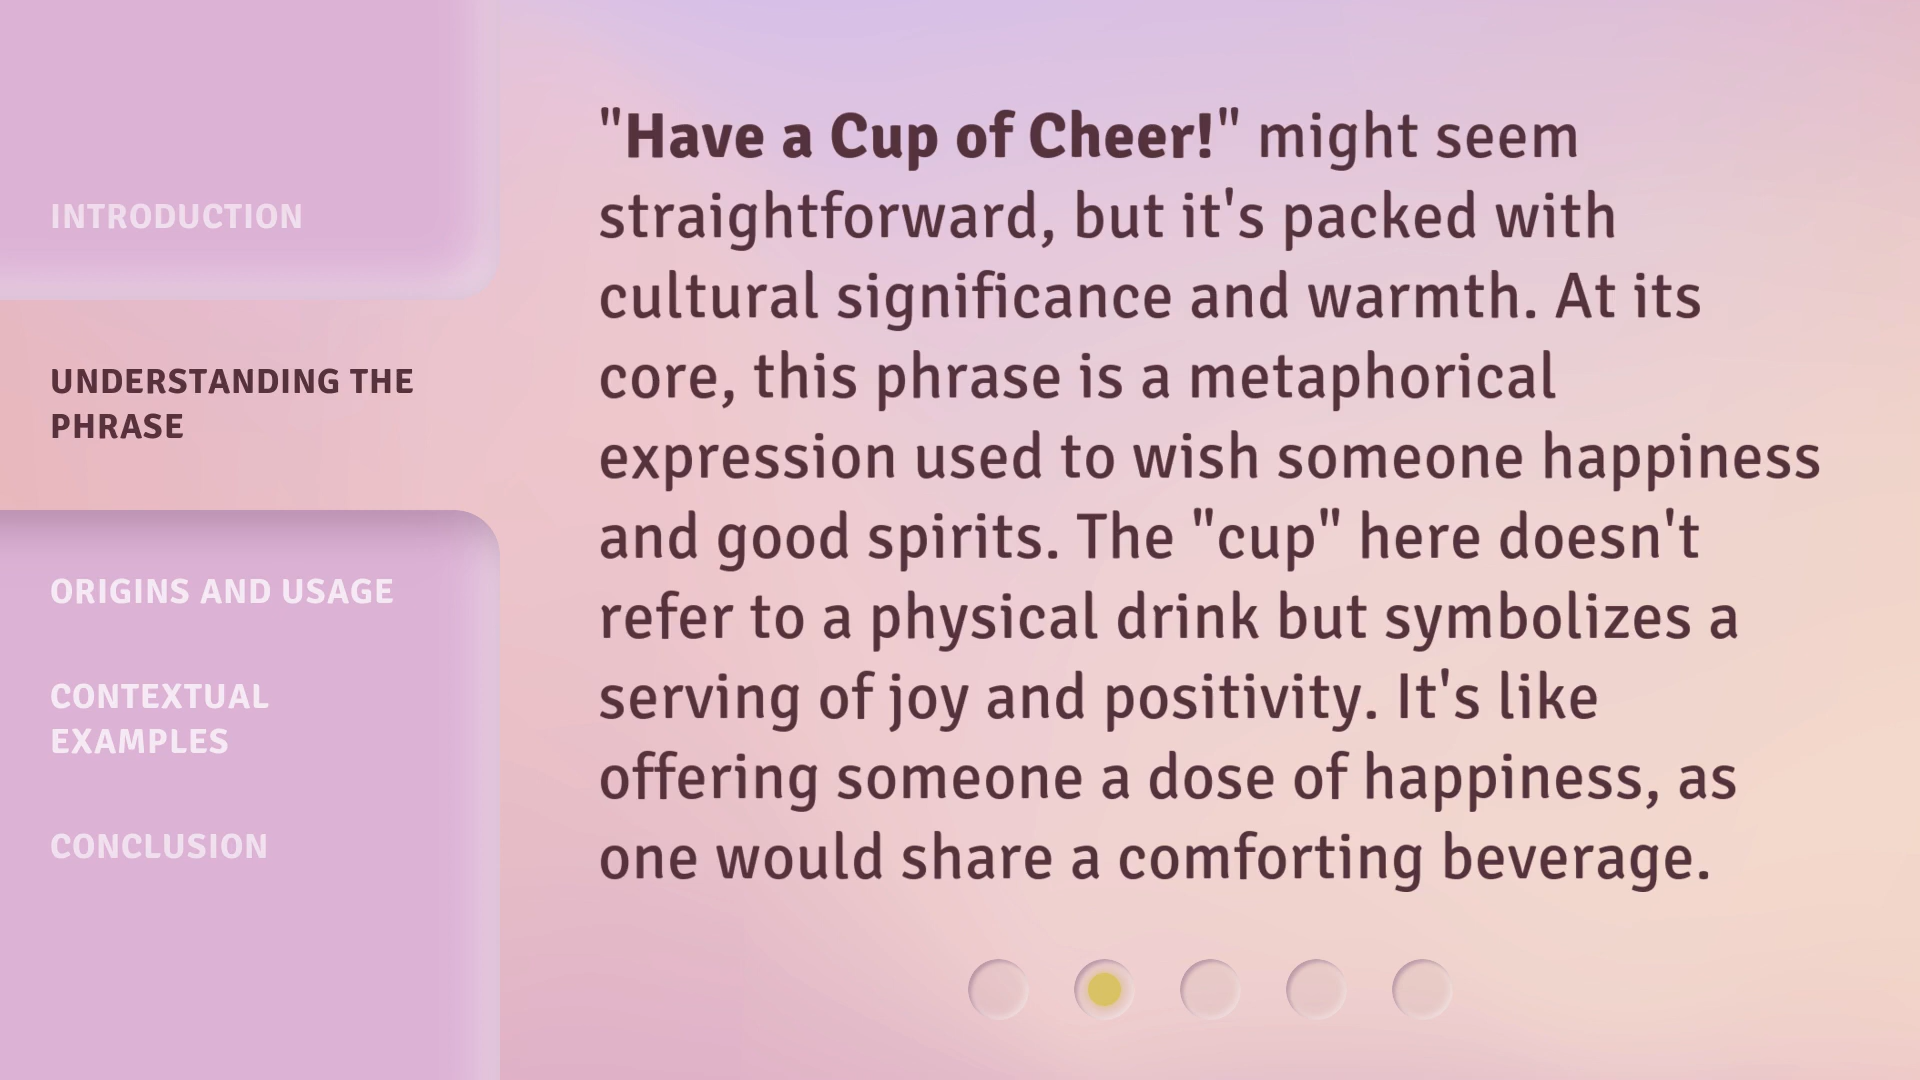 INTRODUCTION
UNDERSTANDING THE
PHRASE
ORIGINS AND USAGE
CONTEXTUAL
EXAMPLES
CONCLUSION
"Have a Cup of Cheer!" might seem
straightforward, but it's packed with
cultural significance and warmth. At its
core, this phrase is a metaphorical
expression used to wish someone happiness
and good spirits. The "cup" here doesn't
refer to a physical drink but symbolizes a
serving of joy and positivity. It's like
offering someone a dose of happiness, as
one would share a comforting beverage.